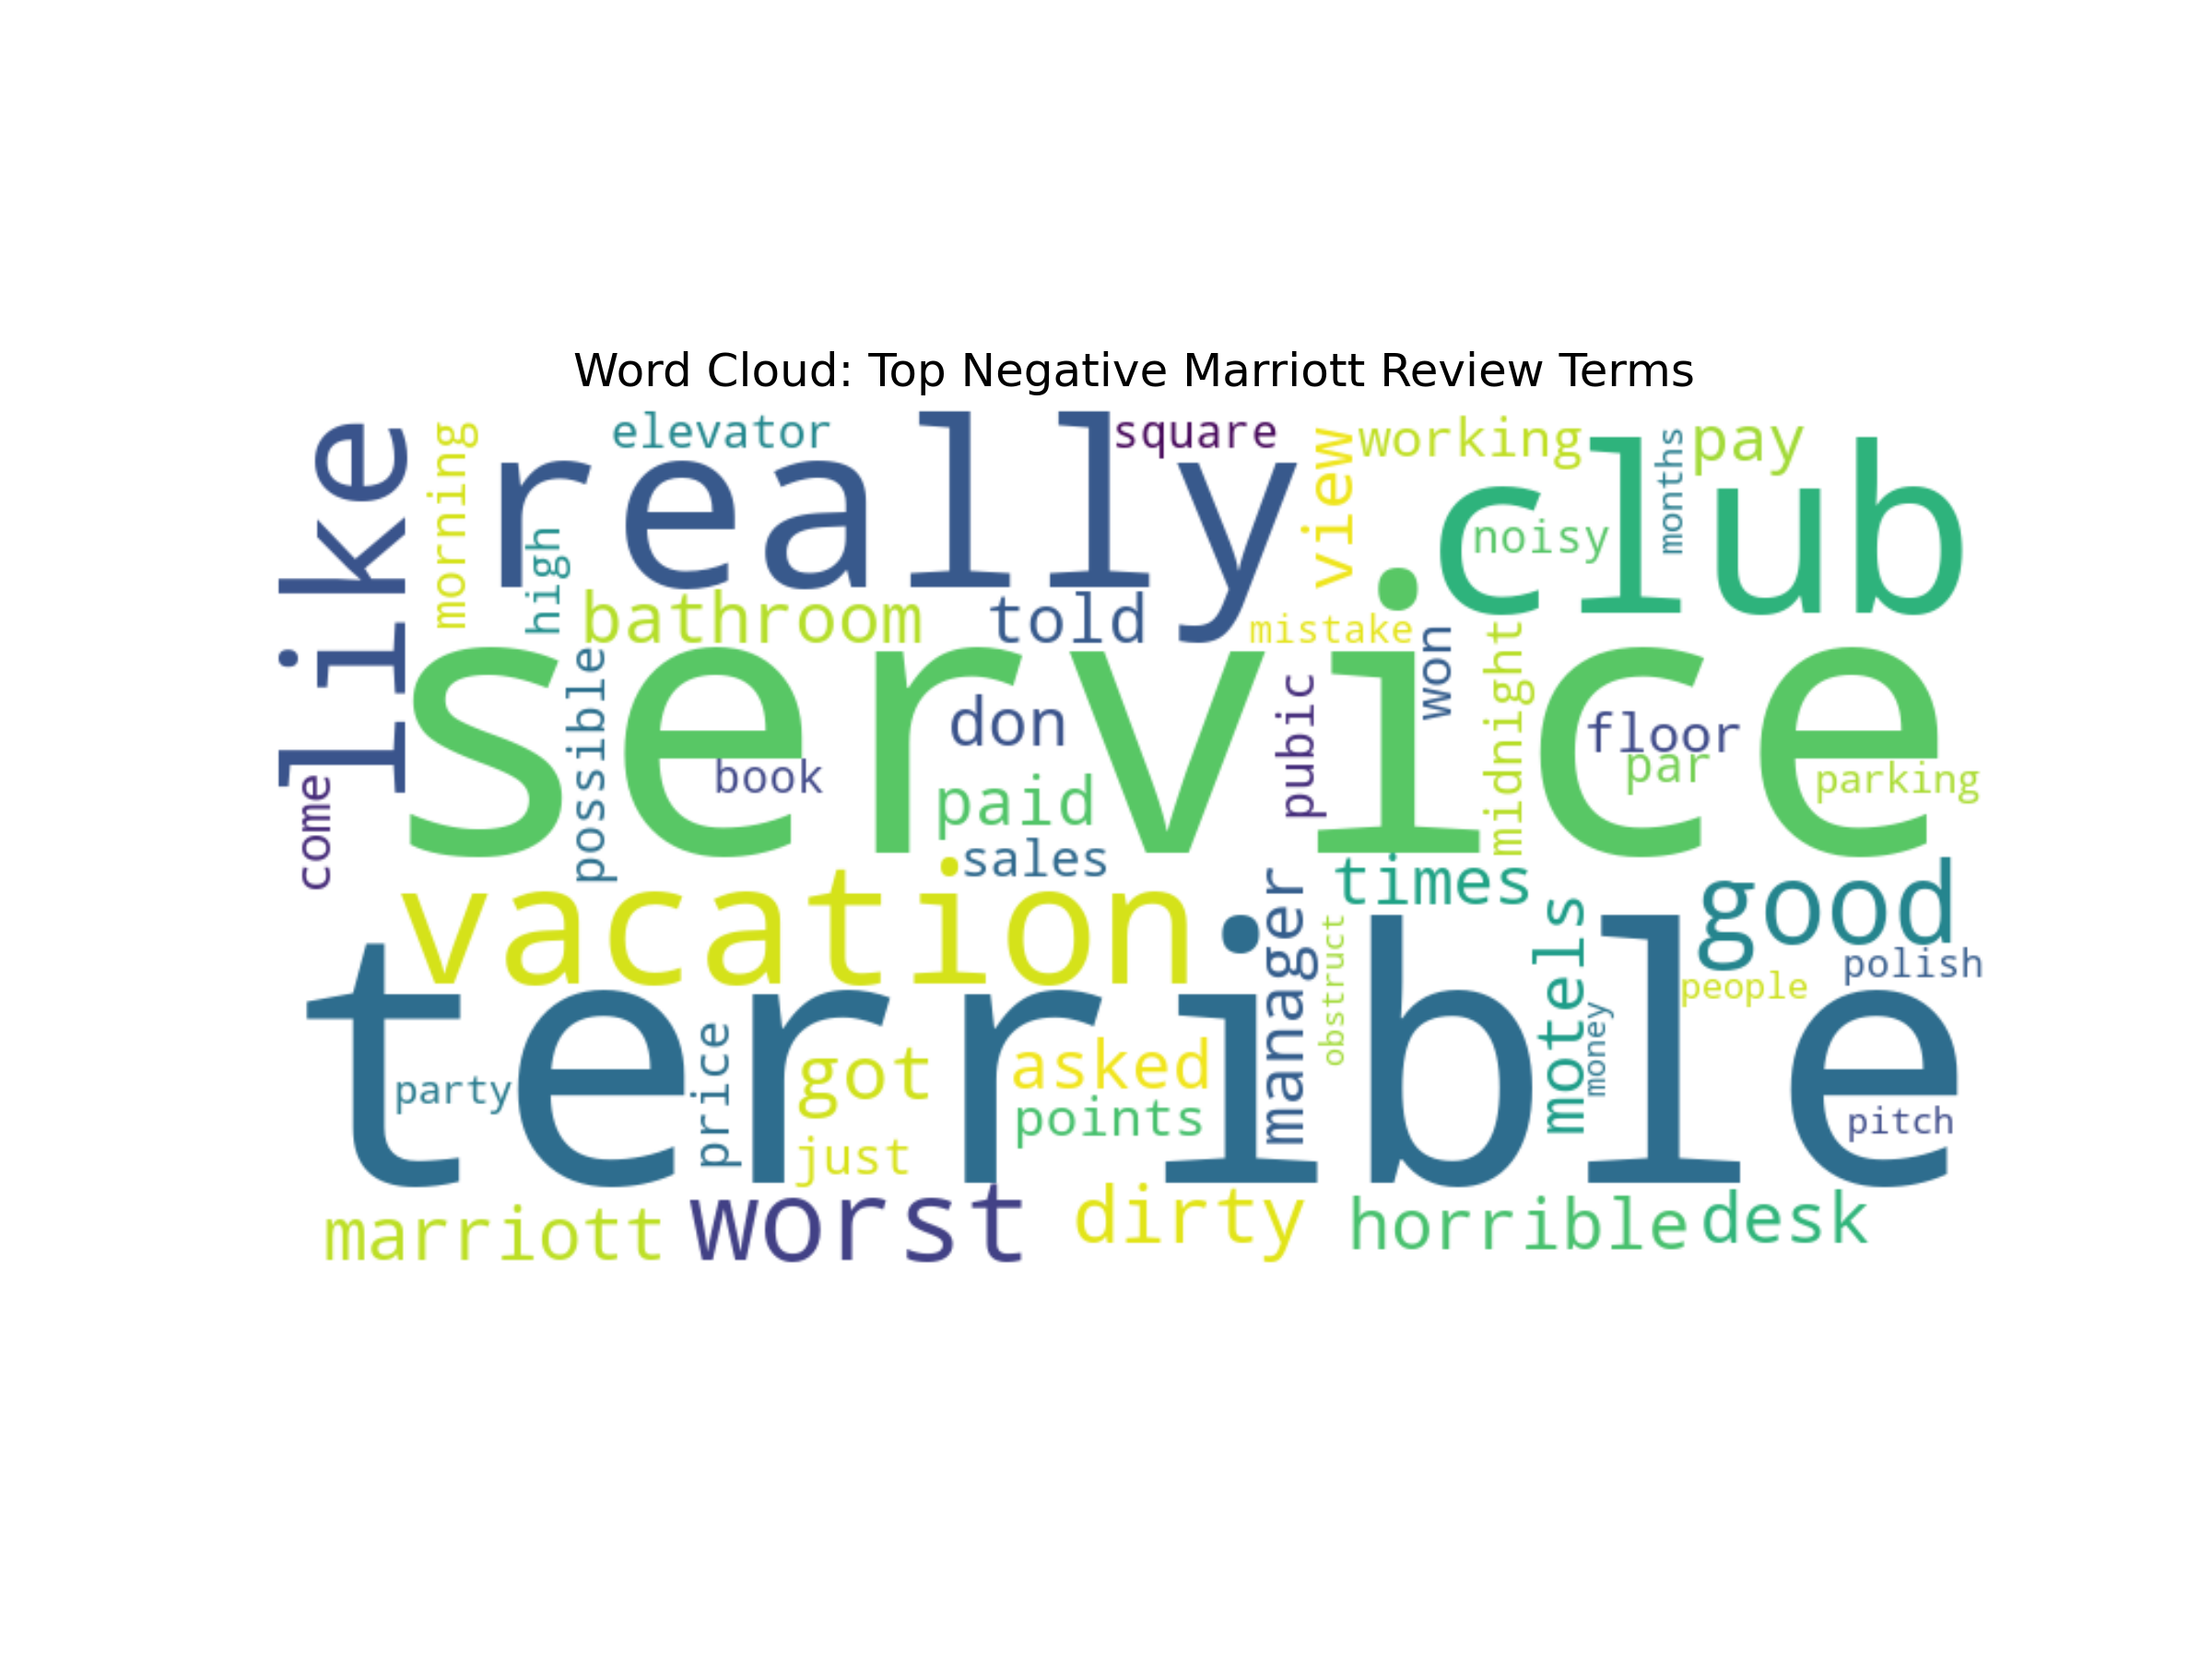 Word Cloud: Top Negative Marriott Review Terms
like
morning
elevator
really
square
view
working
months
pay
club
noisy
high
bathroom
told
mistake
won
midnight
service
possible
don
book
paid
pubic
floor
par
parking
come
sales
vacation
times
good
manager
obstruct
motels
people
polish
money
terrible
party
price
got
asked
points
just
pitch
marriott
worst
dirty
horrible
desk